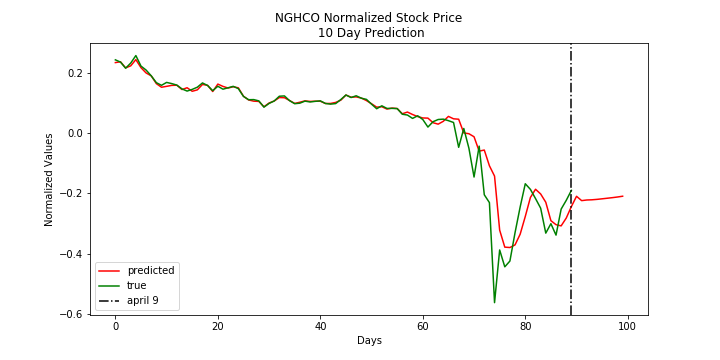 NGHCO Normalized Stock Price
10 Day Prediction
Normalized Values
0.2
0.0
−0.2
−0.4
−0.6
predicted
true
april 9
0 20 40 60 80 100
Days